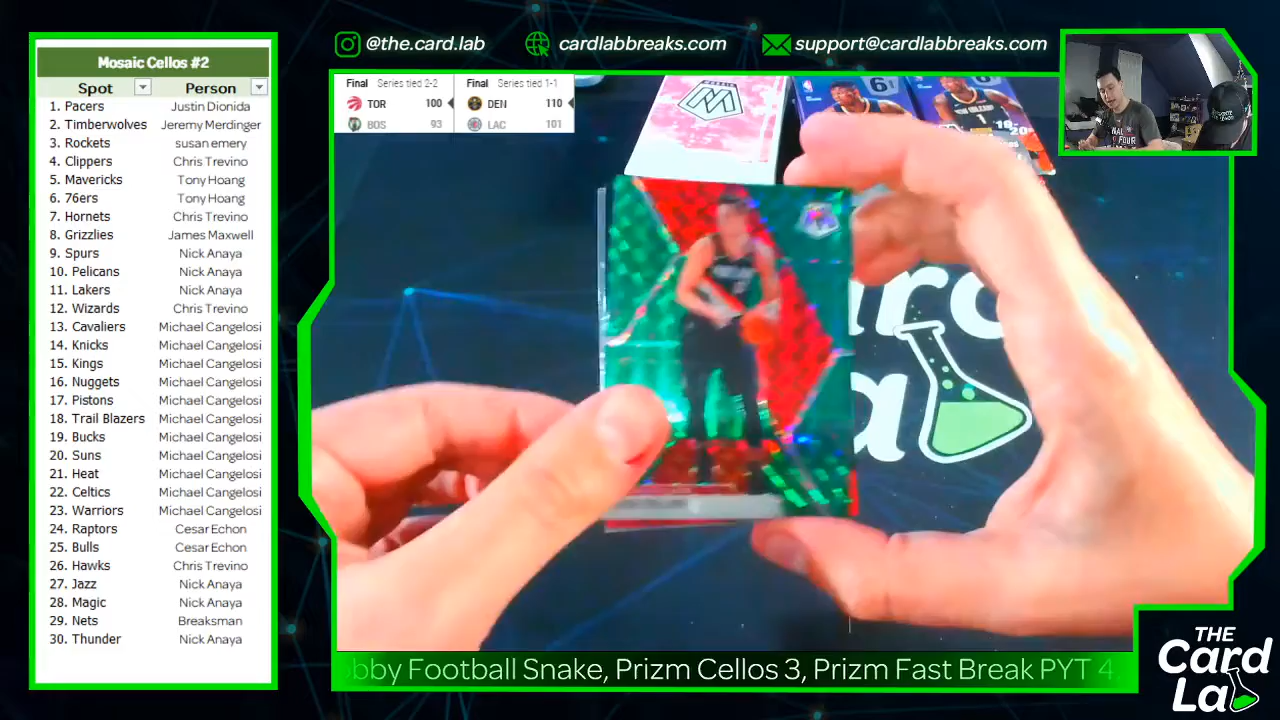 @the.card.lab
cardlabbreaks.com
support@cardlabbreaks.com
Mosaic Cellos #2
Spot Person
1. Pacers Justin Dionida
2. Timberwolves Jeremy Merdinger
3. Rockets susan emery
4. Clippers Chris Trevino
5. Mavericks Tony Hoang
6. 76ers Tony Hoang
7. Hornets Chris Trevino
8. Grizzlies James Maxwell
9. Spurs Nick Anaya
10. Pelicans Nick Anaya
11. Lakers Nick Anaya
12. Wizards Chris Trevino
13. Cavaliers Michael Cangelosi
14. Knicks Michael Cangelosi
15. Kings Michael Cangelosi
16. Nuggets Michael Cangelosi
17. Pistons Michael Cangelosi
18. Trail Blazers Michael Cangelosi
19. Bucks Michael Cangelosi
20. Suns Michael Cangelosi
21. Heat Michael Cangelosi
22. Celtics Michael Cangelosi
23. Warriors Michael Cangelosi
24. Raptors Cesar Echon
25. Bulls Cesar Echon
26. Hawks Chris Trevino
27. Jazz Nick Anaya
28. Magic Nick Anaya
29. Nets Breaksman
30. Thunder Nick Anaya
Final Series tied 2-2
TOR 100
BOS 93
Final Series tied 1-1
DEN 110
LAC 101
obby Football Snake, Prizm Cellos 3, Prizm Fast Break PYT 4,
THE
Card
La